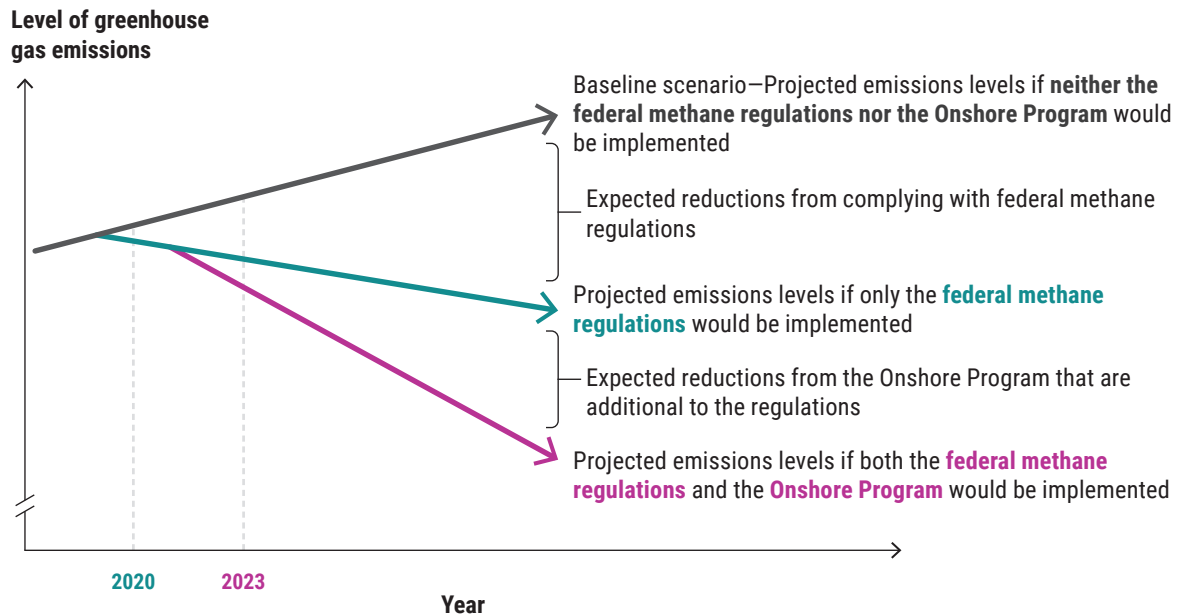 Level of greenhouse
gas emissions
Baseline scenario—Projected emissions levels if neither the
federal methane regulations nor the Onshore Program would
be implemented
Expected reductions from complying with federal methane
regulations
Projected emissions levels if only the federal methane
regulations would be implemented
Expected reductions from the Onshore Program that are
additional to the regulations
Projected emissions levels if both the federal methane
regulations and the Onshore Program would be implemented
2020
2023
Year